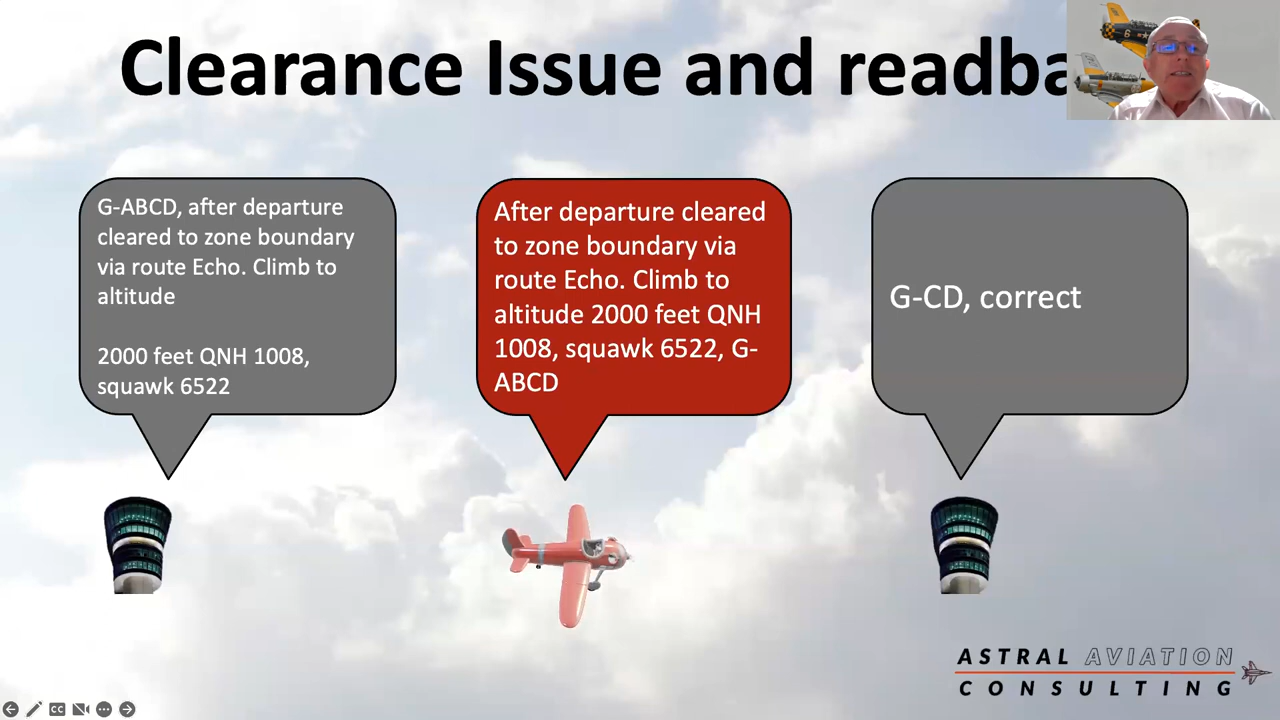 Clearance Issue and readba
G-ABCD, after departure
cleared to zone boundary
via route Echo. Climb to
altitude
2000 feet QNH 1008,
squawk 6522
After departure cleared
to zone boundary via
route Echo. Climb to
altitude 2000 feet QNH
1008, squawk 6522, G-
ABCD
G-CD, correct
6
ASTRAL AVIATION
CONSULTING
CC